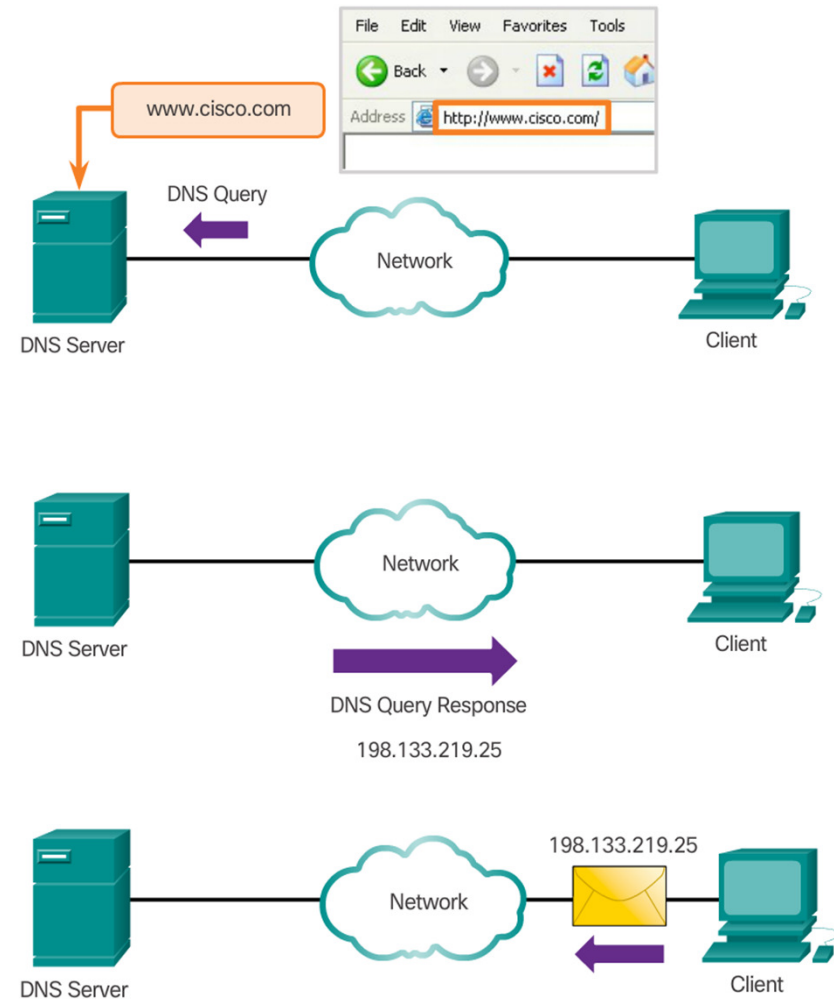 File Edit View Favorites Tools
Back
www.cisco.com
Address http://www.cisco.com/
DNS Query
Network
DNS Server
Client
Network
DNS Server
Client
DNS Query Response
198.133.219.25
198.133.219.25
Network
DNS Server
Client